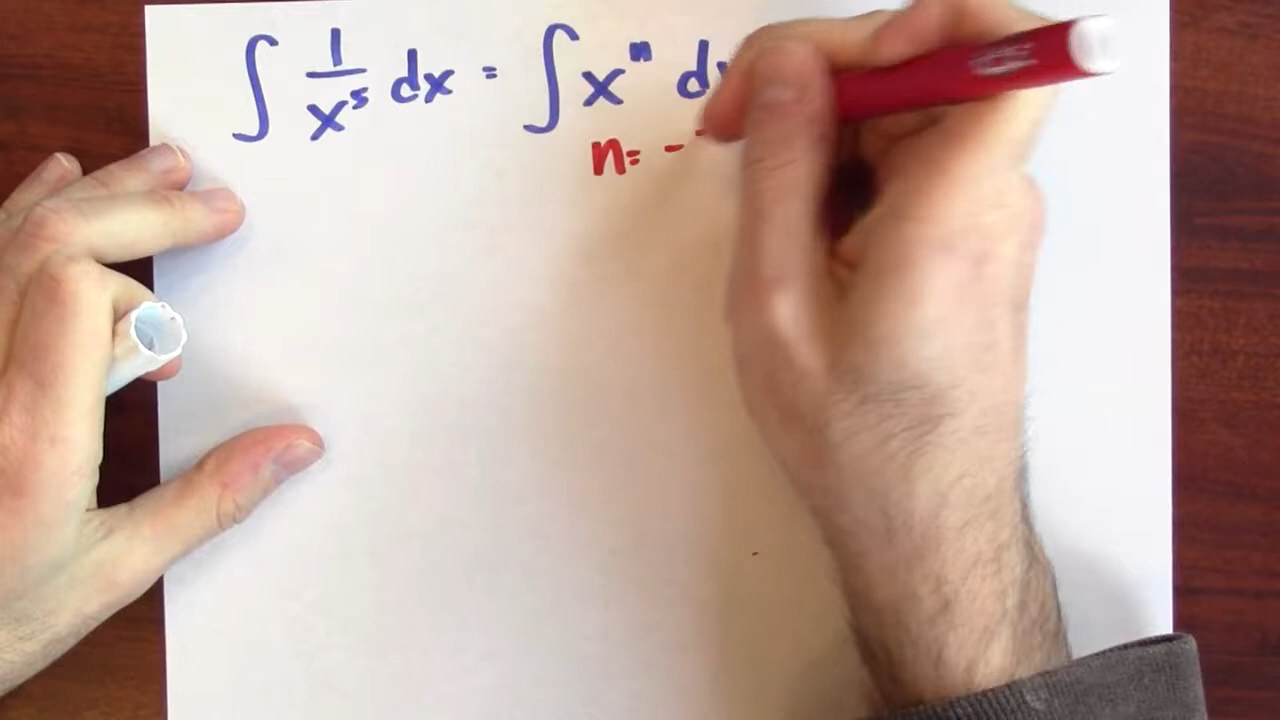 ∫ 1/x⁵ dx = ∫ xⁿ d
n = -